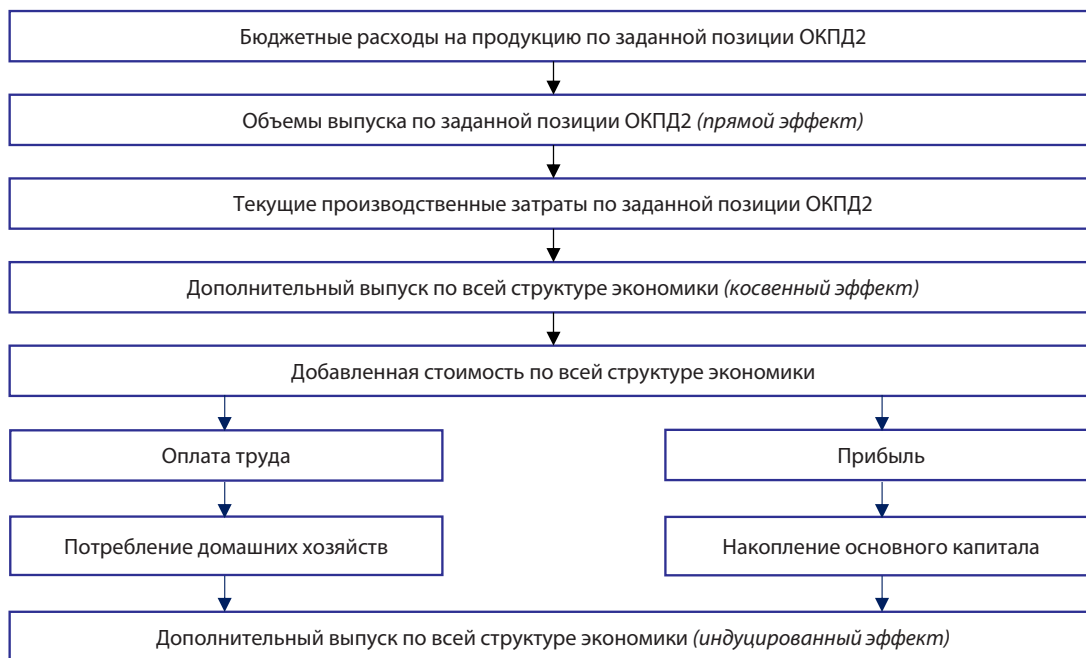 Бюджетные расходы на продукцию по заданной позиции ОКПД2
Объемы выпуска по заданной позиции ОКПД2 (прямой эффект)
Текущие производственные затраты по заданной позиции ОКПД2
Дополнительный выпуск по всей структуре экономики (косвенный эффект)
Добавленная стоимость по всей структуре экономики
Оплата труда
Прибыль
Потребление домашних хозяйств
Накопление основного капитала
Дополнительный выпуск по всей структуре экономики (индуцированный эффект)